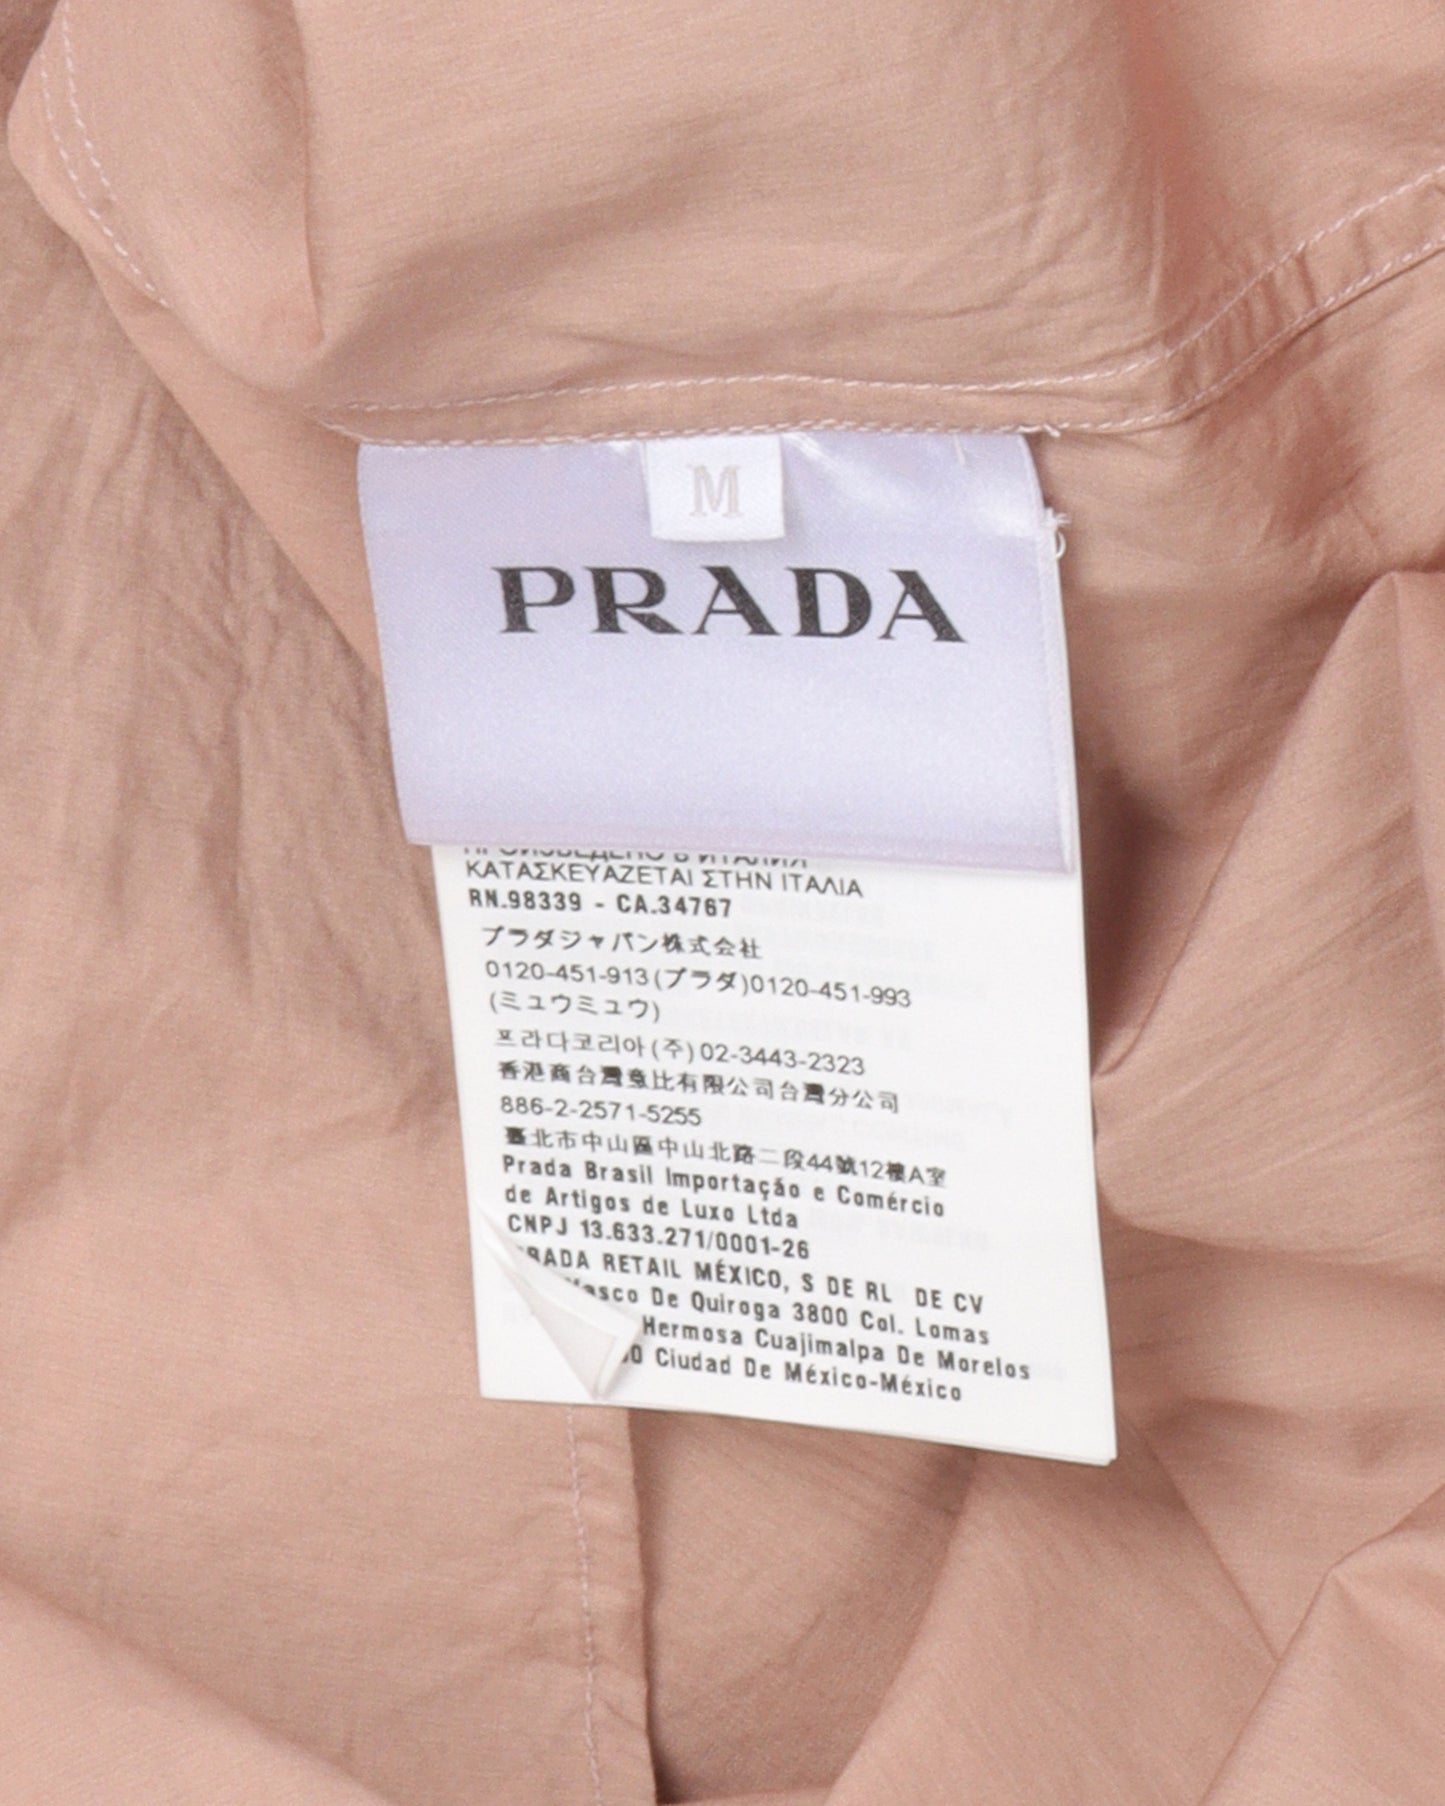 M
PRADA
ПРОИЗВЕДЕНО В ИТАЛИЯ
ΚΑΤΑΣΚΕΥΑΖΕΤΑΙ ΣΤΗΝ ΙΤΑΛΙΑ
RN.98339 - CA.34767
プラダジャパン株式会社
0120-451-913(プラダ)0120-451-993
(ミュウミュウ)
프라다코리아(주)02-3443-2323
香港商台灣意比有限公司台灣分公司
886-2-2571-5255
臺北市中山區中山北路二段44號12樓A室
Prada Brasil Importação e Comércio
de Artigos de Luxo Ltda
CNPJ 13.633.271/0001-26
RETAIL MÉXICO, S DE RL DE CV
De Quiroga 3800 Col. Lomas
Hermosa Cuajimalpa De Morelos
Ciudad De México-México